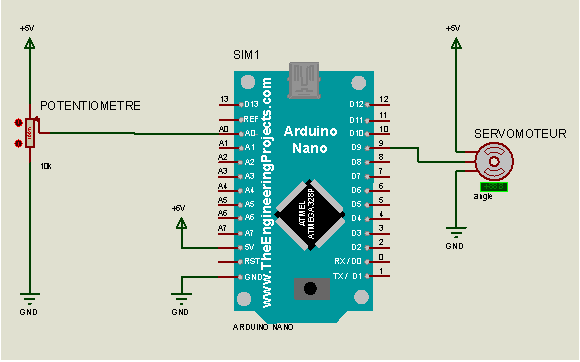 +5V
+5V
SIM1
POTENTIOMETRE
10k
GND
+5V
GND
13
A0
A1
A2
A3
A4
A5
A6
A7
5V
RST
GND
D13
REF
A0
A1
A2
A3
A4
A5
A6
A7
5V
RST
GND
www.TheEngineeringProjects.com
Arduino
Nano
ATMEL
ATMEGA328P
D12
D11
D10
D9
D8
D7
D6
D5
D4
D3
D2
RX / D0
TX / D1
12
11
10
9
8
7
6
5
4
3
2
0
1
ARDUINO NANO
SERVOMOTEUR
angle
GND